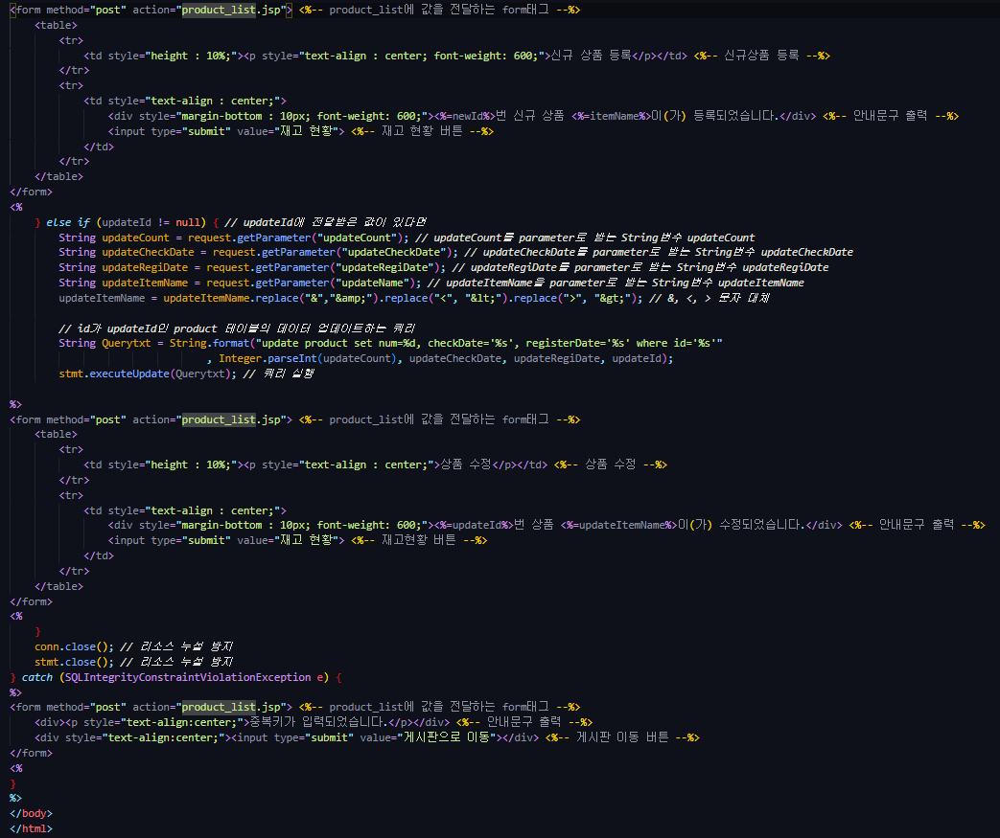 <form method="post" action="product_list.jsp"> <%-- product_list에 값을 전달하는 form태그 --%>
<table>
<tr>
<td style="height : 10%;"><p style="text-align : center; font-weight: 600;">신규 상품 등록</p></td> <%-- 신규상품 등록 --%>
</tr>
<tr>
<td style="text-align : center;">
<div style="margin-bottom : 10px; font-weight: 600;"><%=newId%>번 신규 상품 <%=itemName%>이(가) 등록되었습니다.</div> <%-- 안내문구 출력 --%>
<input type="submit" value="재고 현황"> <%-- 재고 현황 버튼 --%>
</td>
</tr>
</table>
</form>
<%
} else if (updateId != null) { // updateId에 전달받은 값이 있다면
String updateCount = request.getParameter("updateCount"); // updateCount를 parameter로 받는 String변수 updateCount
String updateCheckDate = request.getParameter("updateCheckDate"); // updateCheckDate를 parameter로 받는 String변수 updateCheckDate
String updateRegiDate = request.getParameter("updateRegiDate"); // updateRegiDate를 parameter로 받는 String변수 updateRegiDate
String updateItemName = request.getParameter("updateName"); // updateItemName을 parameter로 받는 String변수 updateItemName
updateItemName = updateItemName.replace("&","&amp;").replace("<", "&lt;").replace(">", "&gt;"); // &, <, > 문자 대체
// id가 updateId인 product 테이블의 데이터 업데이트하는 쿼리
String Querytxt = String.format("update product set num=%d, checkDate='%s', registerDate='%s' where id='%s'"
, Integer.parseInt(updateCount), updateCheckDate, updateRegiDate, updateId);
stmt.executeUpdate(Querytxt); // 쿼리 실행
%>
<form method="post" action="product_list.jsp"> <%-- product_list에 값을 전달하는 form태그 --%>
<table>
<tr>
<td style="height : 10%;"><p style="text-align : center;">상품 수정</p></td> <%-- 상품 수정 --%>
</tr>
<tr>
<td style="text-align : center;">
<div style="margin-bottom : 10px; font-weight: 600;"><%=updateId%>번 상품 <%=updateItemName%>이(가) 수정되었습니다.</div> <%-- 안내문구 출력 --%>
<input type="submit" value="재고 현황"> <%-- 재고현황 버튼 --%>
</td>
</tr>
</table>
</form>
<%
}
conn.close(); // 리소스 누설 방지
stmt.close(); // 리소스 누설 방지
} catch (SQLIntegrityConstraintViolationException e) {
%>
<form method="post" action="product_list.jsp"> <%-- product_list에 값을 전달하는 form태그 --%>
<div><p style="text-align:center;">중복키가 입력되었습니다.</p></div> <%-- 안내문구 출력 --%>
<div style="text-align:center;"><input type="submit" value="게시판으로 이동"></div> <%-- 게시판 이동 버튼 --%>
</form>
<%
}
%>
</body>
</html>